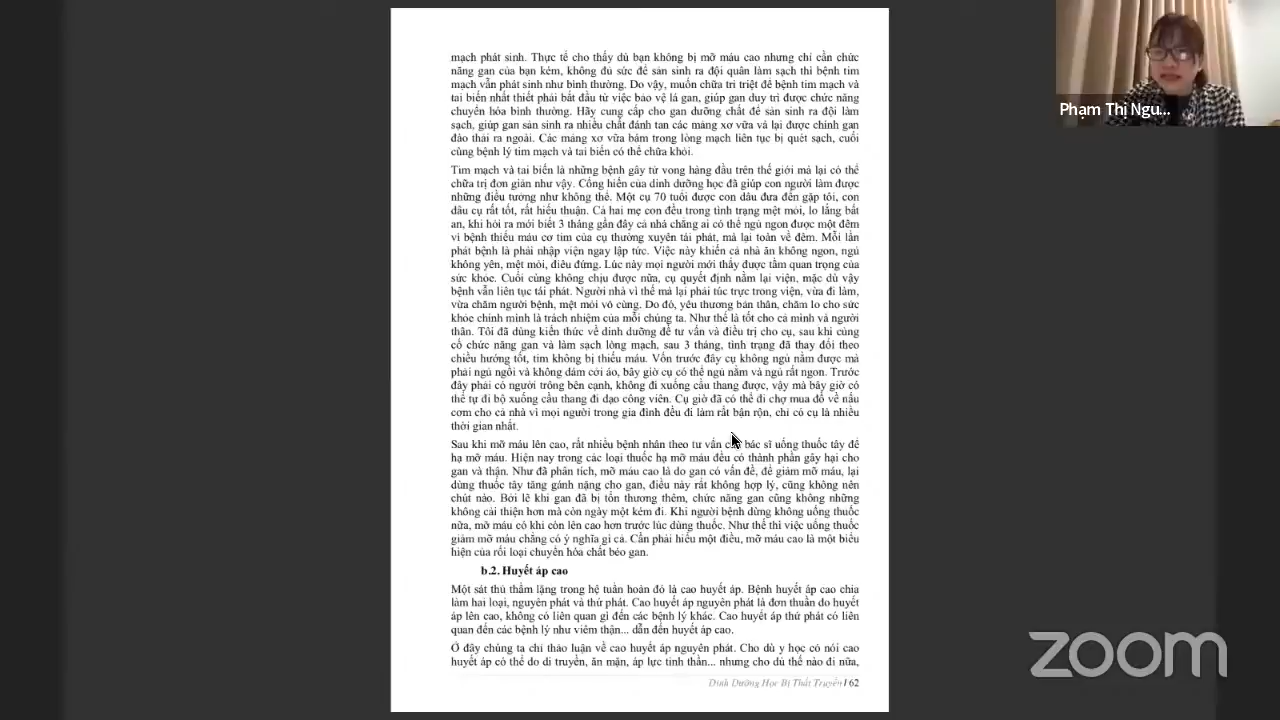 mạch phát sinh. Thực tế cho thấy dù bạn không bị mỡ máu cao nhưng chỉ cần chức
năng gan của bạn kém, không đủ sức để sản sinh ra đội quân làm sạch thì bệnh tim
mạch vẫn phát sinh như bình thường. Do vậy, muốn chữa trị triệt để bệnh tim mạch và
tai biến nhất thiết phải bắt đầu từ việc bảo vệ lá gan, giúp gan duy trì được chức năng
chuyển hóa bình thường. Hãy cung cấp cho gan dưỡng chất để sản sinh ra đội làm
sạch, giúp gan sản sinh ra nhiều chất đánh tan các mảng xơ vữa và lại được chính gan
đào thải ra ngoài. Các mảng xơ vữa bám trong lòng mạch liên tục bị quét sạch, cuối
cùng bệnh lý tim mạch và tai biến có thể chữa khỏi.
Tim mạch và tai biến là những bệnh gây tử vong hàng đầu trên thế giới mà lại có thể
chữa trị đơn giản như vậy. Cống hiến của dinh dưỡng học đã giúp con người làm được
những điều tưởng như không thể. Một cụ 70 tuổi được con dâu đưa đến gặp tôi, con
dâu cụ rất tốt, rất hiếu thuận. Cả hai mẹ con đều trong tình trạng mệt mỏi, lo lắng bất
an, khi hỏi ra mới biết 3 tháng gần đây cả nhà chẳng ai có thể ngủ ngon được một đêm
vì bệnh thiếu máu cơ tim của cụ thường xuyên tái phát, mà lại toàn về đêm. Mỗi lần
phát bệnh là phải nhập viện ngay lập tức. Việc này khiến cả nhà ăn không ngon, ngủ
không yên, mệt mỏi, điêu đứng. Lúc này mọi người mới thấy được tầm quan trọng của
sức khỏe. Cuối cùng không chịu được nữa, cụ quyết định nằm lại viện, mặc dù vậy
bệnh vẫn liên tục tái phát. Người nhà vì thế mà lại phải túc trực trong viện, vừa đi làm,
vừa chăm người bệnh, mệt mỏi vô cùng. Do đó, yêu thương bản thân, chăm lo cho sức
khỏe chính mình là trách nhiệm của mỗi chúng ta. Như thế là tốt cho cả mình và người
thân. Tôi đã dùng kiến thức về dinh dưỡng để tư vấn và điều trị cho cụ, sau khi củng
cố chức năng gan và làm sạch lòng mạch, sau 3 tháng, tình trạng đã thay đổi theo
chiều hướng tốt, tim không bị thiếu máu. Vốn trước đây cụ không ngủ nằm được mà
phải ngủ ngồi và không dám cởi áo, bây giờ cụ có thể ngủ nằm và ngủ rất ngon. Trước
đây phải có người trông bên cạnh, không đi xuống cầu thang được, vậy mà bây giờ có
thể tự đi bộ xuống cầu thang đi dạo công viên. Cụ giờ đã có thể đi chợ mua đồ về nấu
cơm cho cả nhà vì mọi người trong gia đình đều đi làm rất bận rộn, chỉ có cụ là nhiều
thời gian nhất.
Sau khi mỡ máu lên cao, rất nhiều bệnh nhân theo tư vấn bác sĩ uống thuốc tây để
hạ mỡ máu. Hiện nay trong các loại thuốc hạ mỡ máu đều có thành phần gây hại cho
gan và thận. Như đã phân tích, mỡ máu cao là do gan có vấn đề, để giảm mỡ máu, lại
dùng thuốc tây tăng gánh nặng cho gan, điều này rất không hợp lý, cũng không nên
chút nào. Bởi lẽ khi gan đã bị tổn thương thêm, chức năng gan cũng không những
không cải thiện hơn mà còn ngày một kém đi. Khi người bệnh dừng không uống thuốc
nữa, mỡ máu có khi còn lên cao hơn trước lúc dùng thuốc. Như thế thì việc uống thuốc
giảm mỡ máu chẳng có ý nghĩa gì cả. Cần phải hiểu một điều, mỡ máu cao là một biểu
hiện của rối loại chuyển hóa chất béo gan.
b.2. Huyết áp cao
Một sát thủ thầm lặng trong hệ tuần hoàn đó là cao huyết áp. Bệnh huyết áp cao chia
làm hai loại, nguyên phát và thứ phát. Cao huyết áp nguyên phát là đơn thuần do huyết
áp lên cao, không có liên quan gì đến các bệnh lý khác. Cao huyết áp thứ phát có liên
quan đến các bệnh lý như viêm thận... dẫn đến huyết áp cao.
Ở đây chúng ta chỉ thảo luận về cao huyết áp nguyên phát. Cho dù y học có nói cao
huyết áp có thể do di truyền, ăn mặn, áp lực tinh thần... nhưng cho dù thế nào đi nữa,
Dinh Dưỡng Học Bị Thất Truyền / 62
Phạm Thị Ngu...
zoom